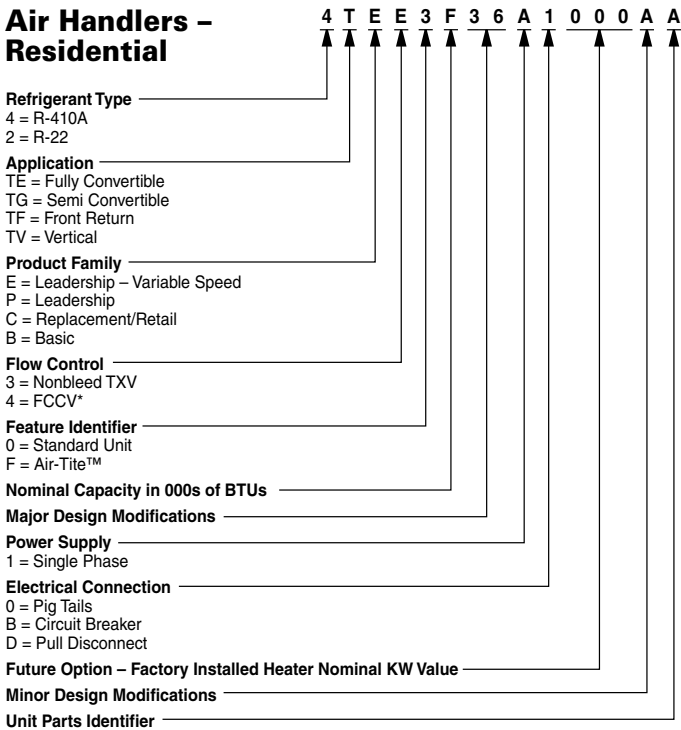 Air Handlers –
Residential
4 T E E 3 F 36 A 1 0 0 0 A A
Refrigerant Type
4 = R-410A
2 = R-22
Application
TE = Fully Convertible
TG = Semi Convertible
TF = Front Return
TV = Vertical
Product Family
E = Leadership – Variable Speed
P = Leadership
C = Replacement/Retail
B = Basic
Flow Control
3 = Nonbleed TXV
4 = FCCV*
Feature Identifier
0 = Standard Unit
F = Air-Tite™
Nominal Capacity in 000s of BTUs
Major Design Modifications
Power Supply
1 = Single Phase
Electrical Connection
0 = Pig Tails
B = Circuit Breaker
D = Pull Disconnect
Future Option – Factory Installed Heater Nominal KW Value
Minor Design Modifications
Unit Parts Identifier